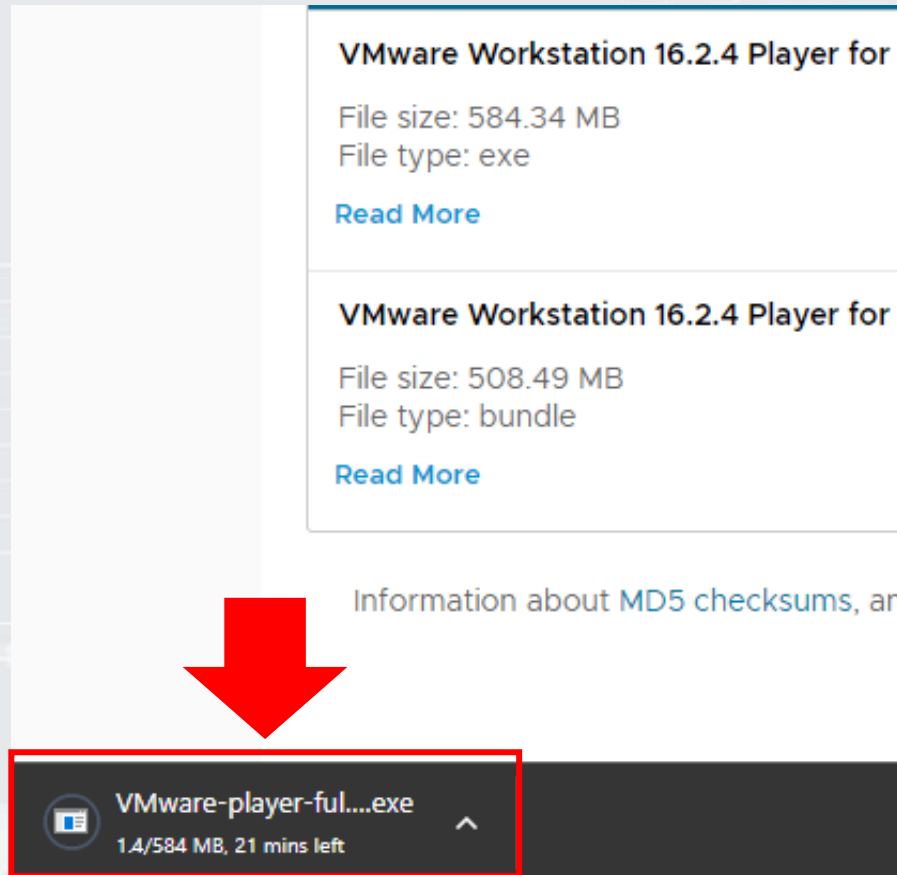 VMware Workstation 16.2.4 Player for
File size: 584.34 MB
File type: exe
Read More
VMware Workstation 16.2.4 Player for
File size: 508.49 MB
File type: bundle
Read More
Information about MD5 checksums, an
VMware-player-ful....exe
1.4/584 MB, 21 mins left